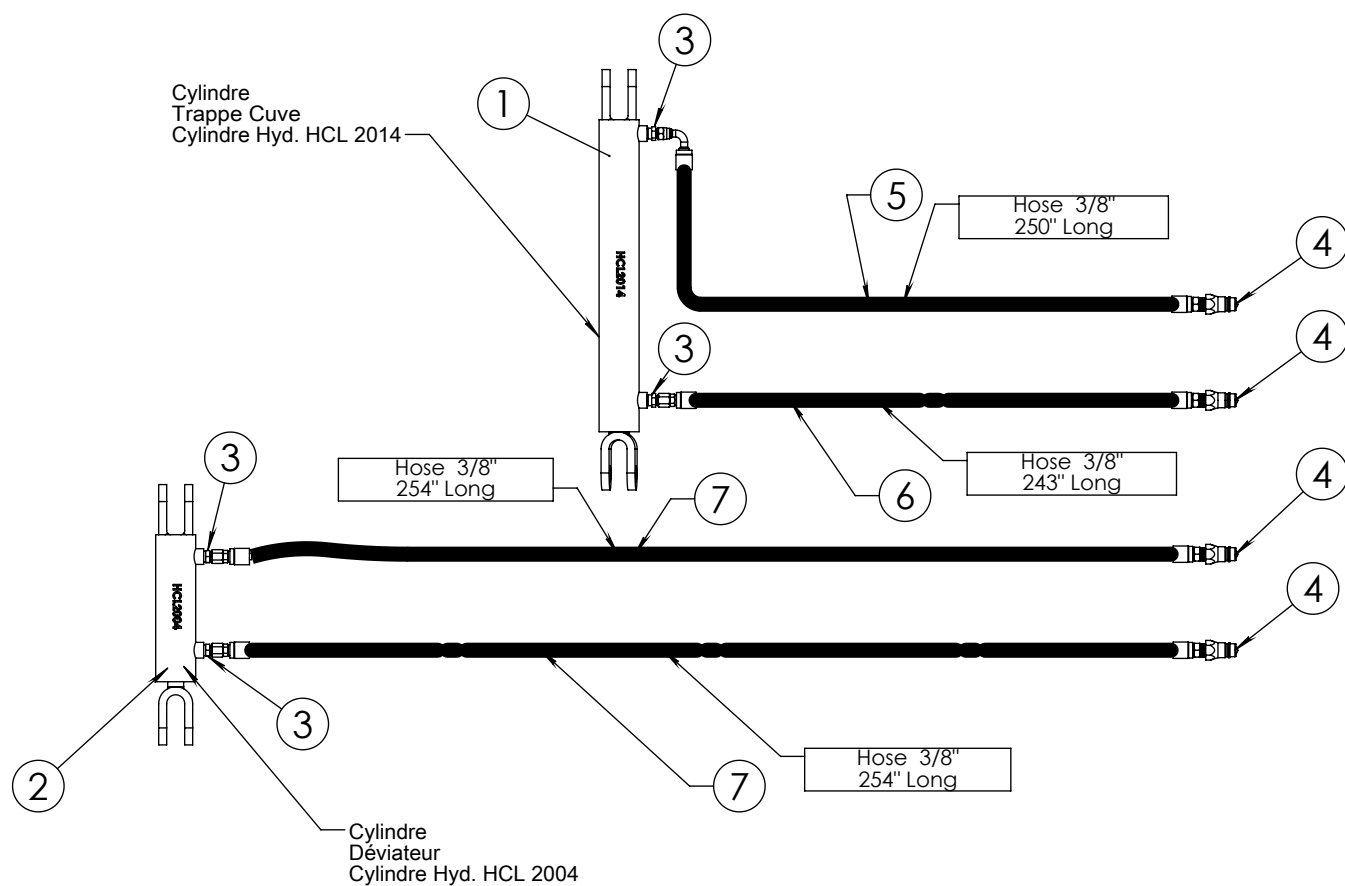 3
Cylindre
Trappe Cuve
Cylindre Hyd. HCL 2014
1
5
Hose 3/8"
250" Long
4
HCL2014
3
4
Hose 3/8"
254" Long
3
7
6
Hose 3/8"
243" Long
4
HCL2004
4
3
2
7
Hose 3/8"
254" Long
Cylindre
Déviateur
Cylindre Hyd. HCL 2004